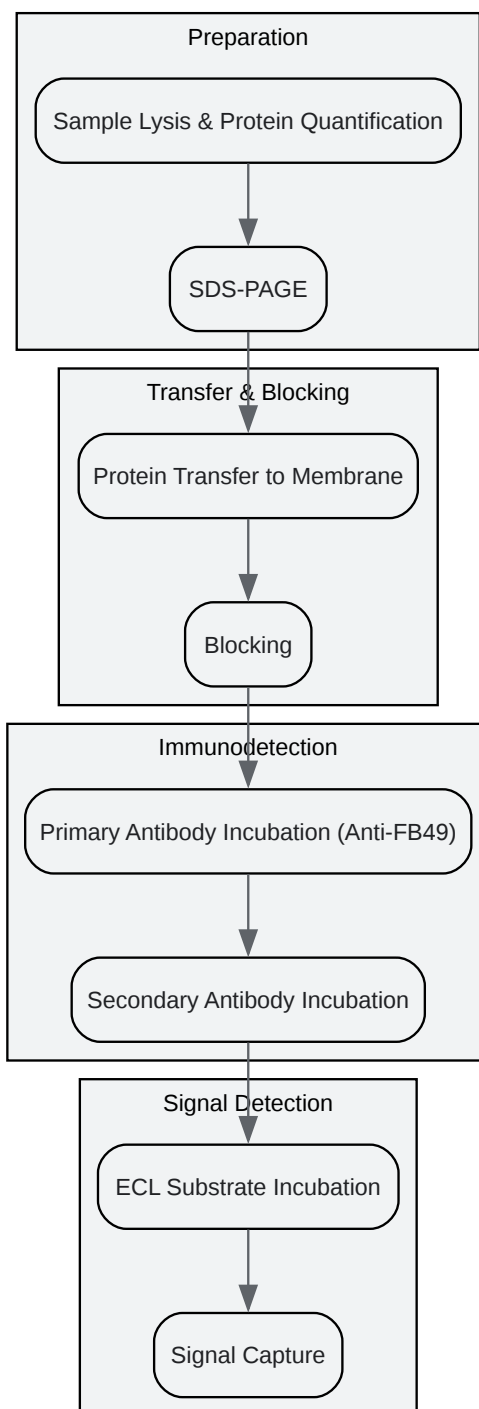 Preparation
Sample Lysis & Protein Quantification
SDS-PAGE
Transfer & Blocking
Protein Transfer to Membrane
Blocking
Immunodetection
Primary Antibody Incubation (Anti-FB49)
Secondary Antibody Incubation
Signal Detection
ECL Substrate Incubation
Signal Capture